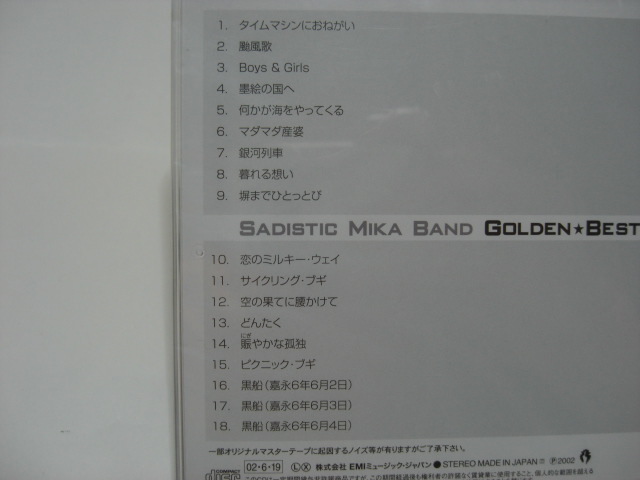 1. タイムマシンにおねがい
2. 颱風歌
3. Boys & Girls
4. 墨絵の国へ
5. 何かが海をやってくる
6. マダマダ産婆
7. 銀河列車
8. 暮れる想い
9. 塀までひとっとび
SADISTIC MIKA BAND GOLDEN★BEST
10. 恋のミルキー・ウェイ
11. サイクリング・ブギ
12. 空の果てに腰かけて
13. どんたく
14. 賑やかな孤独
にぎ
15. ピクニック・ブギ
16. 黒船（嘉永6年6月2日）
17. 黒船（嘉永6年6月3日）
18. 黒船（嘉永6年6月4日）
一部オリジナルマスターテープに起因するノイズ等が有りますがご了承下さい。
COMPACT 02・6・19 Ⓛ Ⓧ 株式会社 EMIミュージック・ジャパン ● STEREO MADE IN JAPAN Ⓟ2002